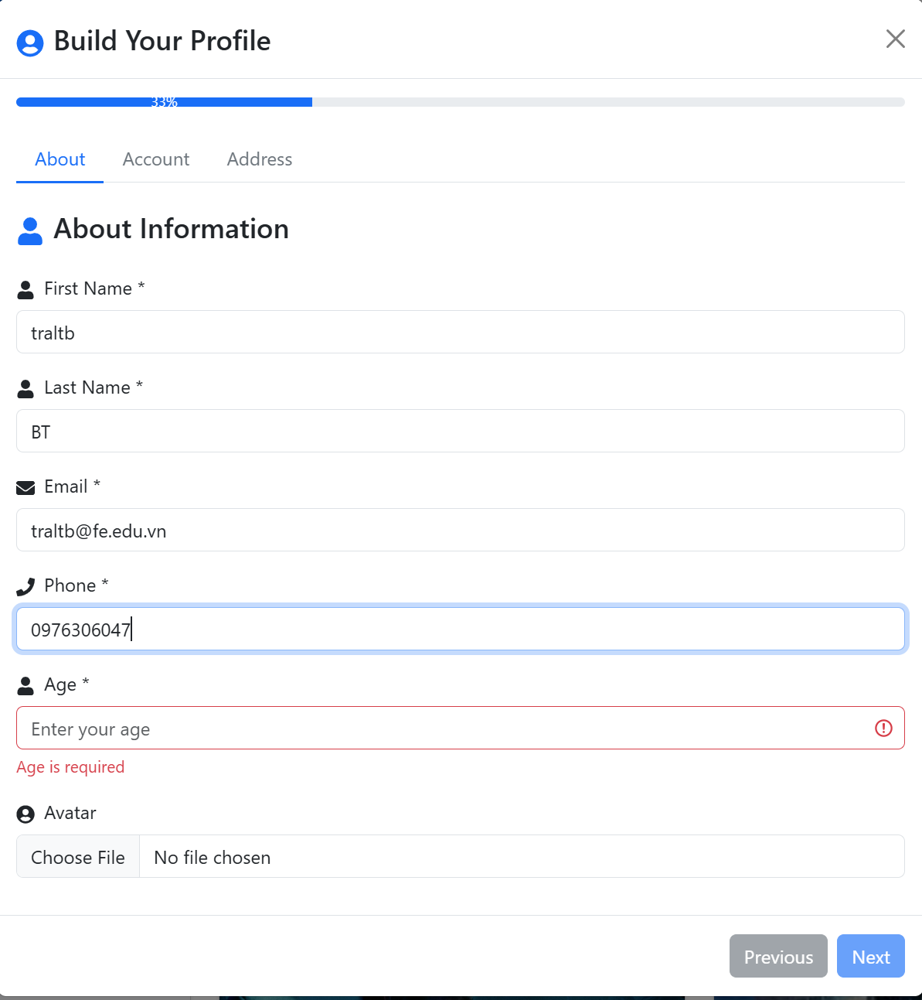 Build Your Profile
33%
About Account Address
About Information
First Name *
traltb
Last Name *
BT
Email *
traltb@fe.edu.vn
Phone *
0976306047
Age *
Enter your age
Age is required
Avatar
Choose File No file chosen
Previous Next